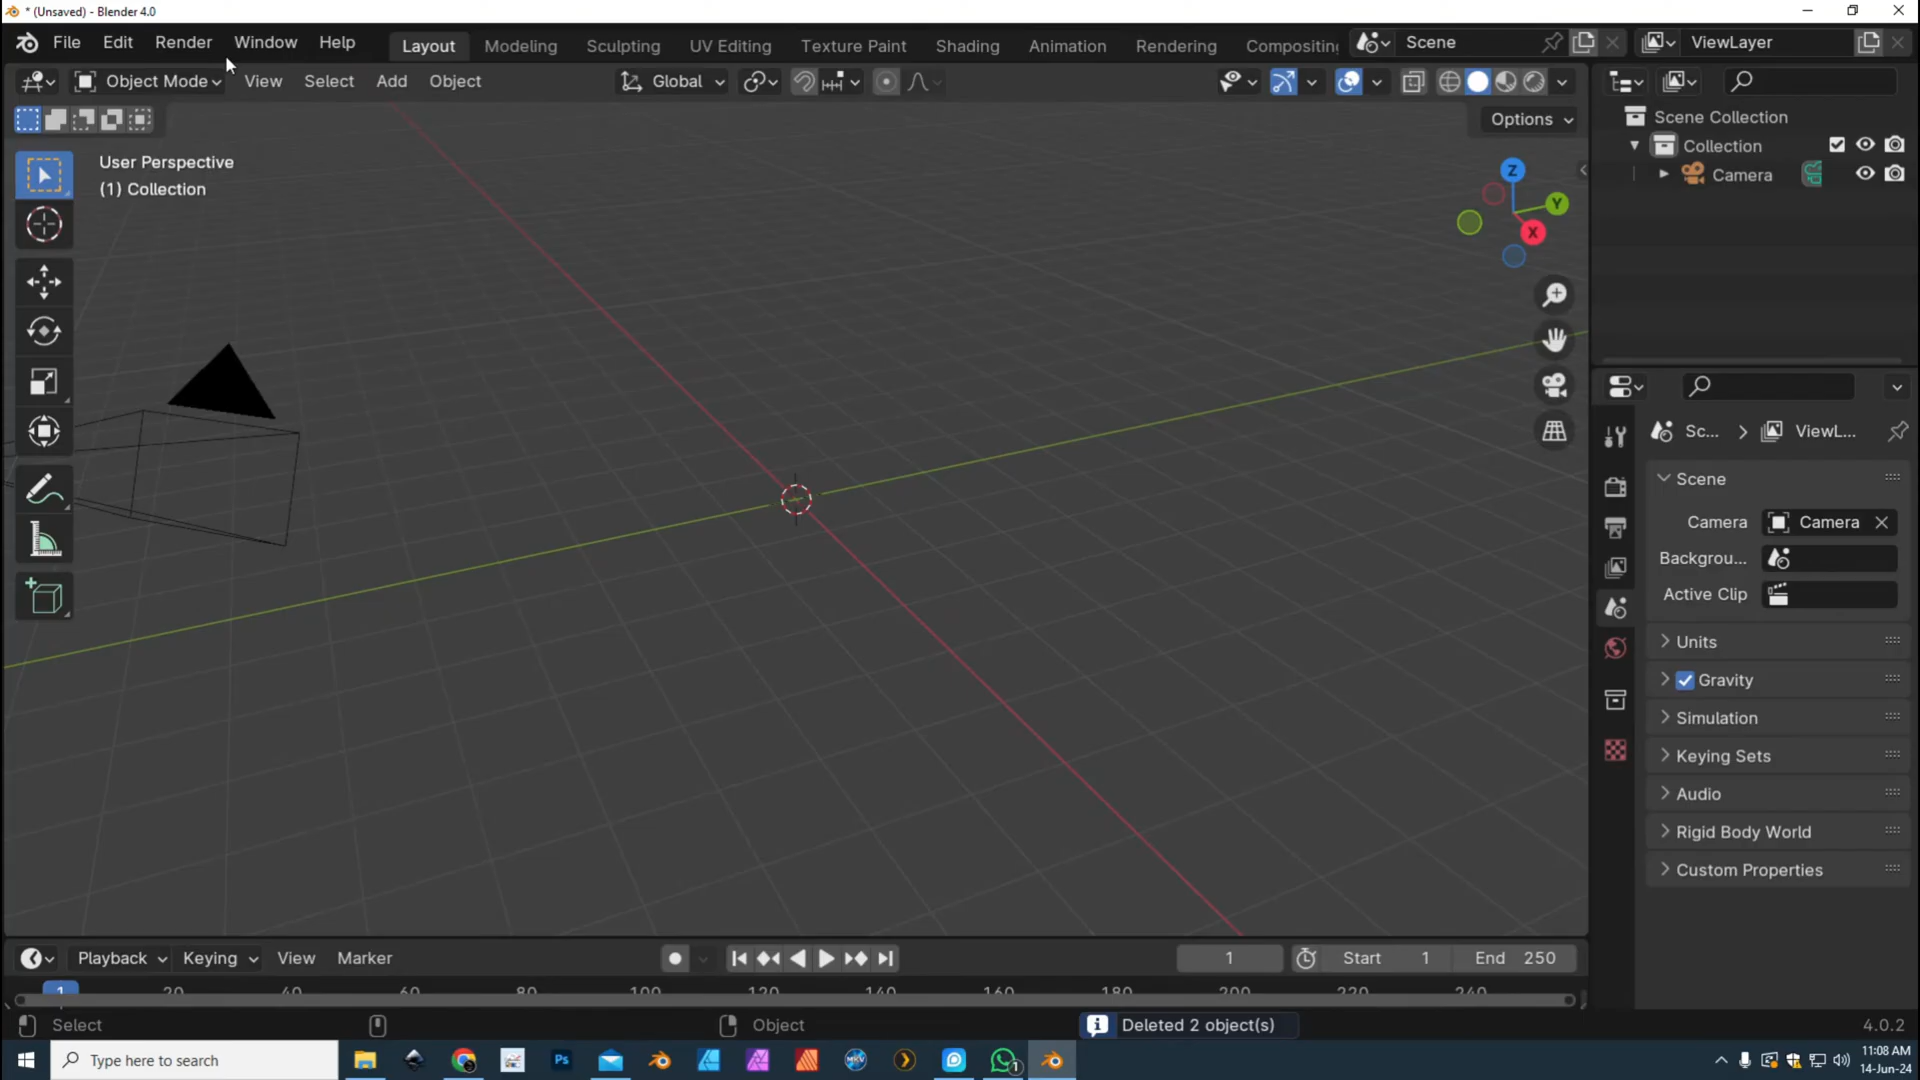 * (Unsaved) - Blender 4.0
File Edit Render Window Help Layout Modeling Sculpting UV Editing Texture Paint Shading Animation Rendering Compositing Scene ViewLayer
Object Mode View Select Add Object Global
Options
User Perspective
(1) Collection
Z
Y
X
Scene Collection
Collection
Camera
Sc... ViewL...
Scene
Camera Camera
Backgrou...
Active Clip
Units
Gravity
Simulation
Keying Sets
Audio
Rigid Body World
Custom Properties
Playback Keying View Marker 1 Start 1 End 250
1 20 40 60 80 100 120 140 160 180 200 220 240
Select Object Deleted 2 object(s) 4.0.2
Type here to search Ps MKV 1 11:08 AM
14-Jun-24